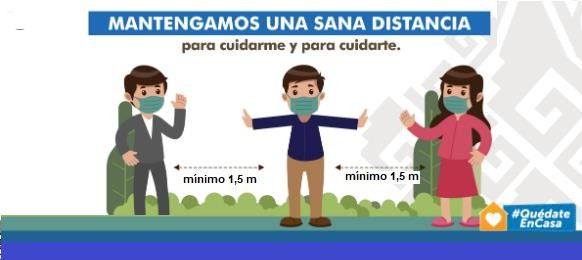 MANTENGAMOS UNA SANA DISTANCIA
para cuidarme y para cuidarte.
mínimo 1,5 m
mínimo 1,5 m
#Quédate
EnCasa